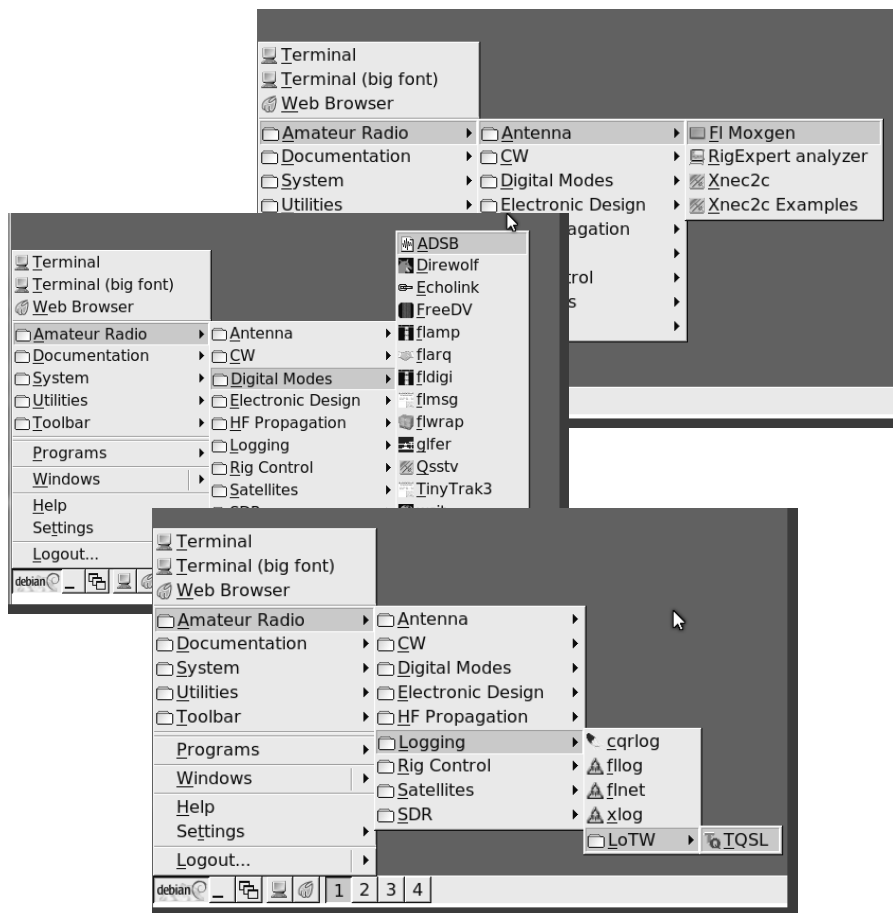 Terminal
Terminal (big font)
Web Browser
Amateur Radio
Documentation
System
Utilities
Antenna
CW
Digital Modes
Electronic Design
agation
rol
s
Fl Moxgen
RigExpert analyzer
Xnec2c
Xnec2c Examples
Terminal
Terminal (big font)
Web Browser
Amateur Radio
Documentation
System
Utilities
Toolbar
Programs
Windows
Help
Settings
Logout...
debian
Antenna
CW
Digital Modes
Electronic Design
HF Propagation
Logging
Rig Control
Satellites
ADSB
Direwolf
Echolink
FreeDV
flamp
flarq
fldigi
flmsg
flwrap
glfer
Qsstv
TinyTrak3
Terminal
Terminal (big font)
Web Browser
Amateur Radio
Documentation
System
Utilities
Toolbar
Programs
Windows
Help
Settings
Logout...
Antenna
CW
Digital Modes
Electronic Design
HF Propagation
Logging
Rig Control
Satellites
SDR
cqrlog
fllog
flnet
xlog
LoTW
TQSL
debian 1 2 3 4